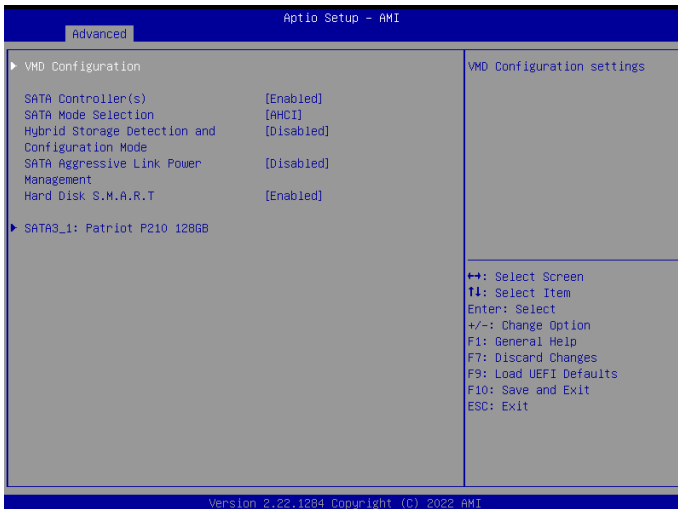 Aptio Setup – AMI
Advanced
▶ VMD Configuration
SATA Controller(s) [Enabled]
SATA Mode Selection [AHCI]
Hybrid Storage Detection and [Disabled]
Configuration Mode
SATA Aggressive Link Power [Disabled]
Management
Hard Disk S.M.A.R.T [Enabled]
▶ SATA3_1: Patriot P210 128GB
VMD Configuration settings
↔: Select Screen
↑↓: Select Item
Enter: Select
+/-: Change Option
F1: General Help
F7: Discard Changes
F9: Load UEFI Defaults
F10: Save and Exit
ESC: Exit
Version 2.22.1284 Copyright (C) 2022 AMI